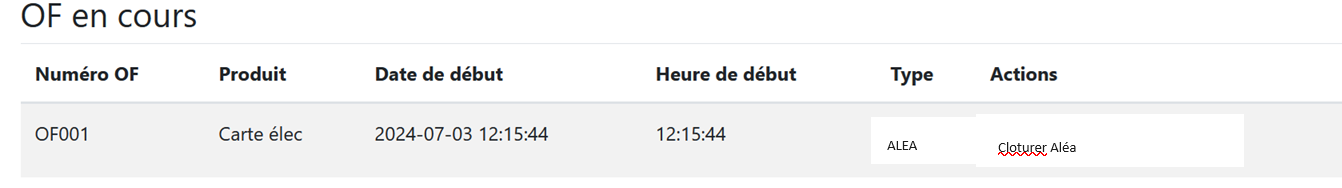 OF en cours
Numéro OF Produit Date de début Heure de début Type Actions
OF001 Carte élec 2024-07-03 12:15:44 12:15:44 ALEA Cloturer Aléa